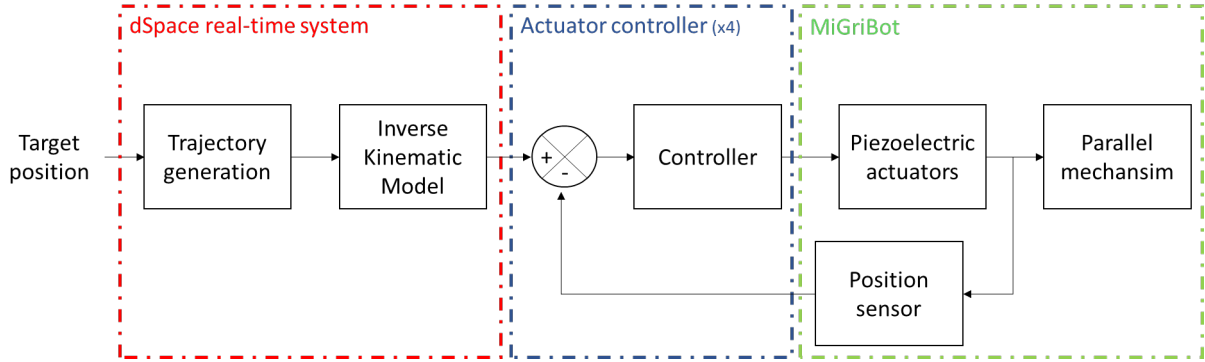 dSpace real-time system
Actuator controller (x4)
MiGriBot
Target
position
Trajectory
generation
Inverse
Kinematic
Model
+
-
Controller
Piezoelectric
actuators
Parallel
mechansim
Position
sensor